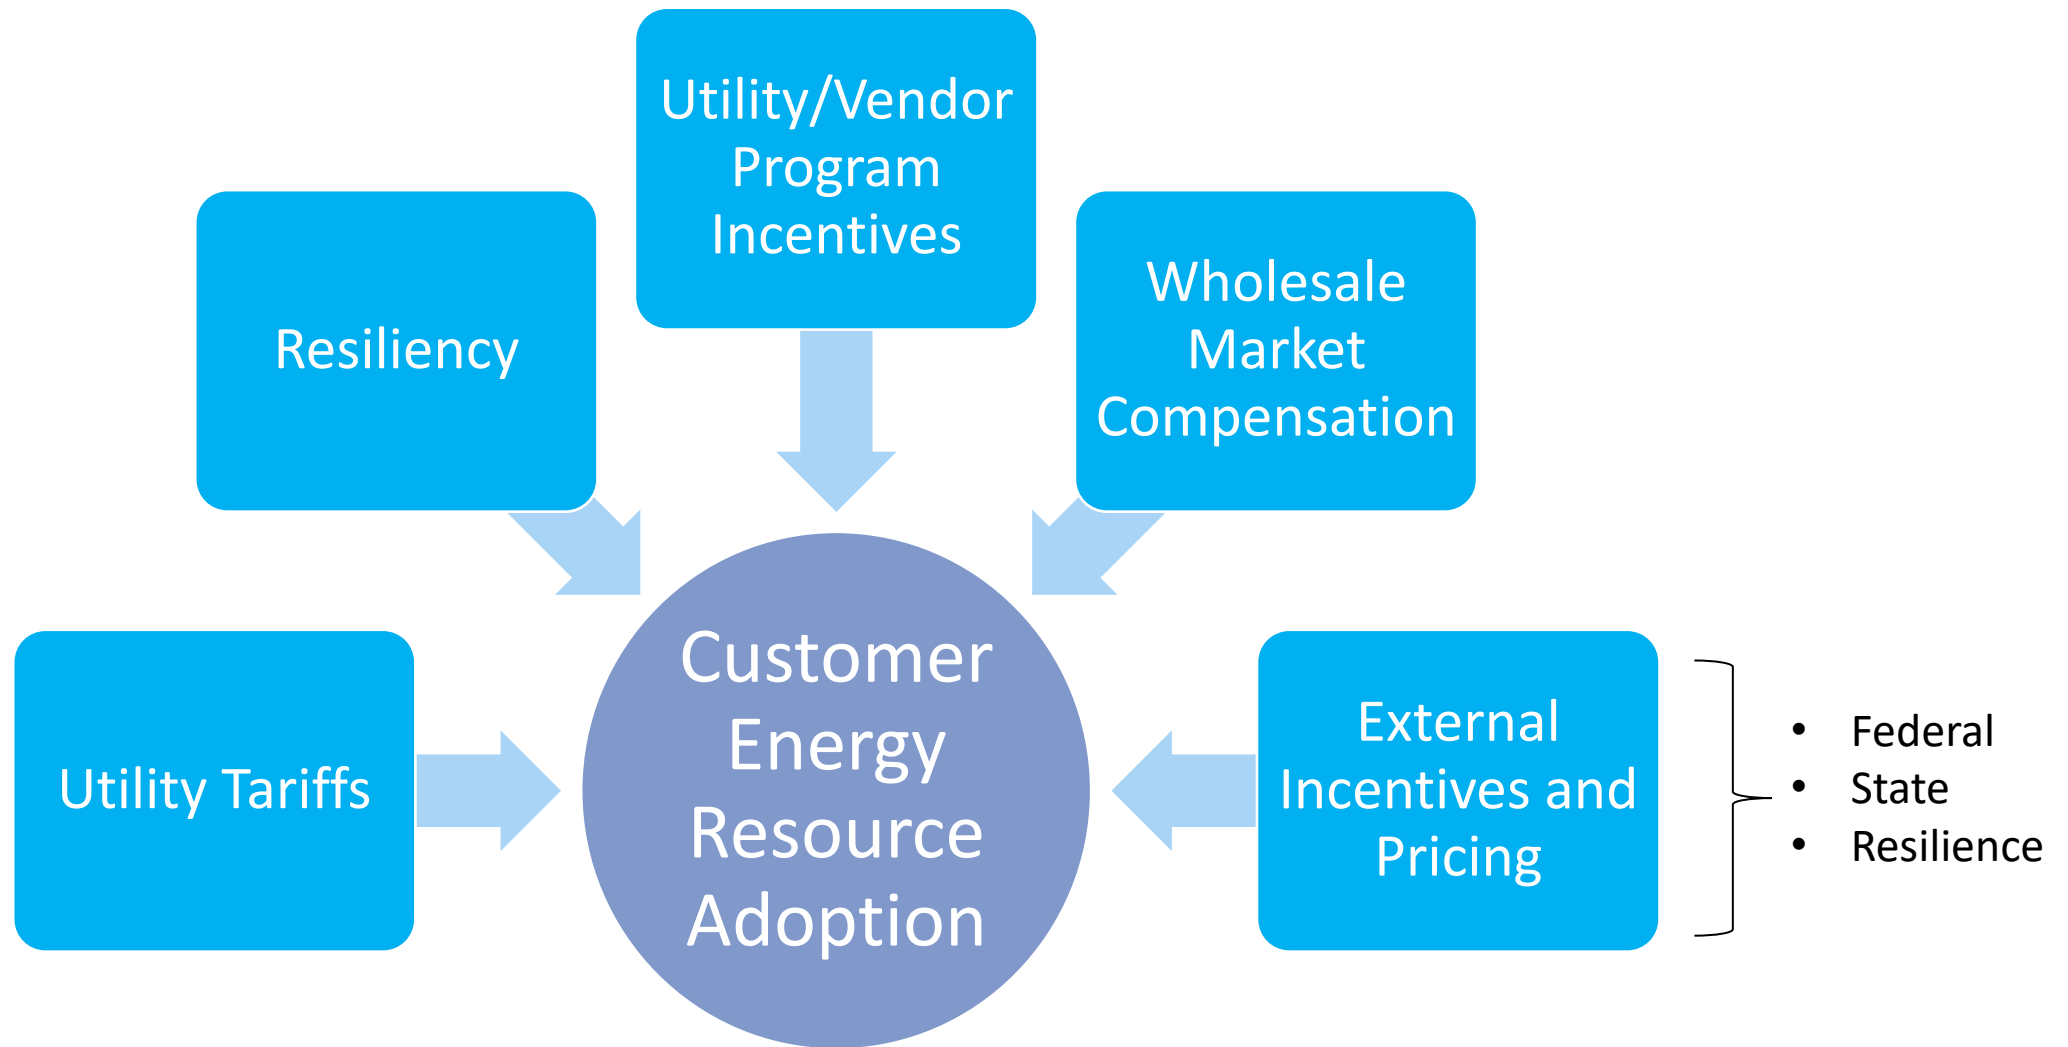 Utility/Vendor
Program
Incentives
Resiliency
Wholesale
Market
Compensation
Utility Tariffs
Customer
Energy
Resource
Adoption
External
Incentives and
Pricing
• Federal
• State
• Resilience